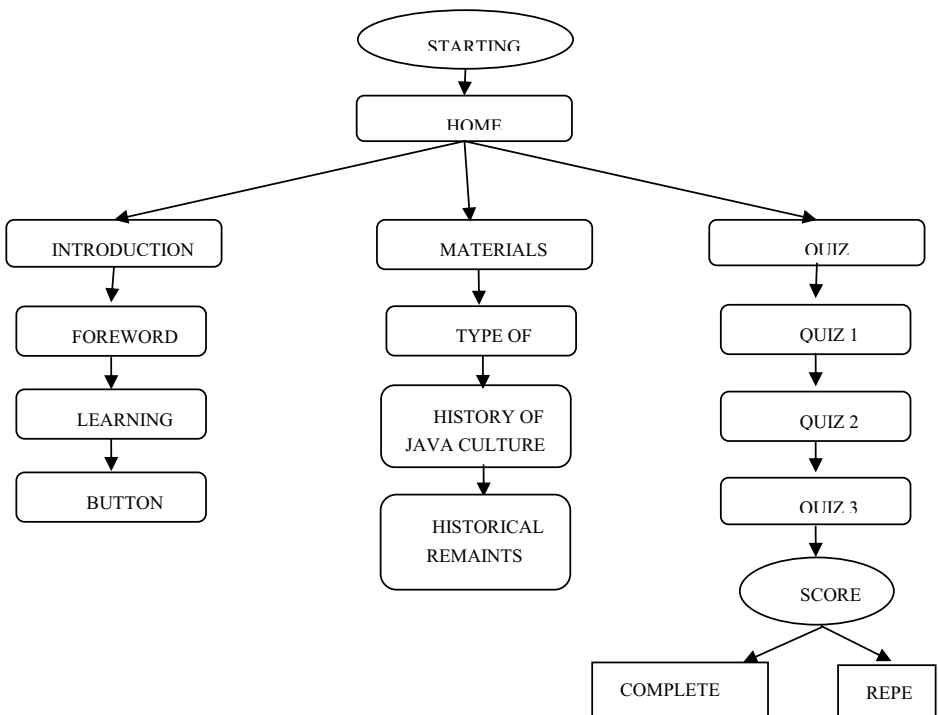 STARTING
HOME
INTRODUCTION
MATERIALS
QUIZ
FOREWORD
TYPE OF
QUIZ 1
LEARNING
HISTORY OF
JAVA CULTURE
QUIZ 2
BUTTON
HISTORICAL
REMAINTS
QUIZ 3
SCORE
COMPLETE
REPE